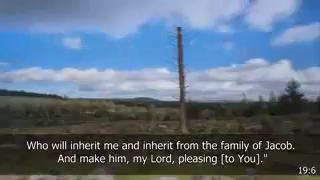 Who will inherit me and inherit from the family of Jacob.
And make him, my Lord, pleasing [to You]."
19:6